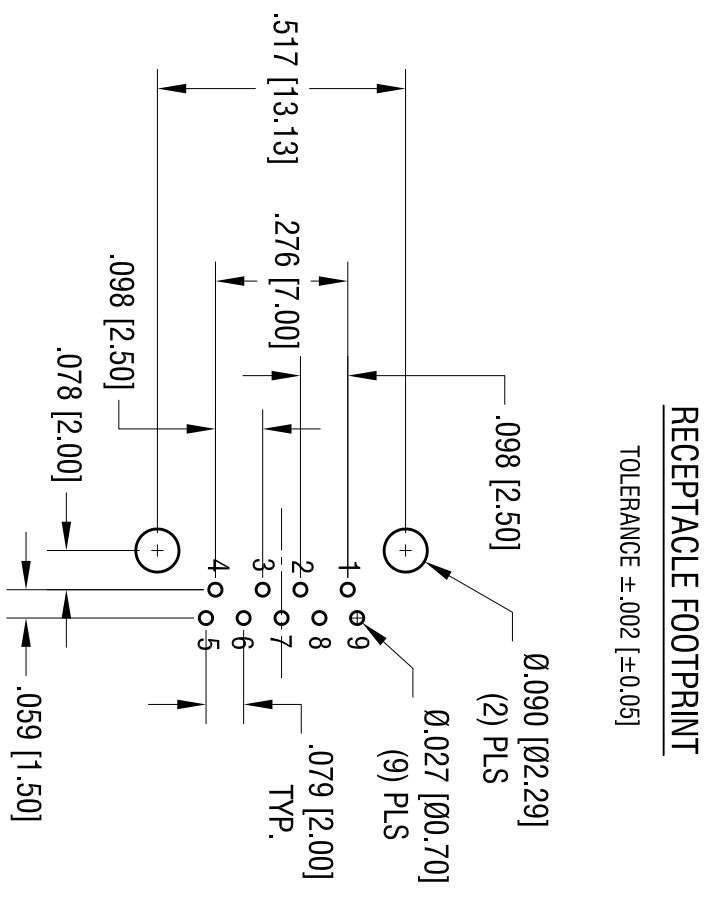 RECEPTACLE FOOTPRINT
TOLERANCE ±.002 [±0.05]
.517 [13.13]
.276 [7.00]
.098 [2.50]
.098 [2.50]
.078 [2.00]
Ø.090 [Ø2.29]
(2) PLS
Ø.027 [Ø0.70]
(9) PLS
4
3
2
1
5
6
7
8
9
.079 [2.00]
TYP.
.059 [1.50]